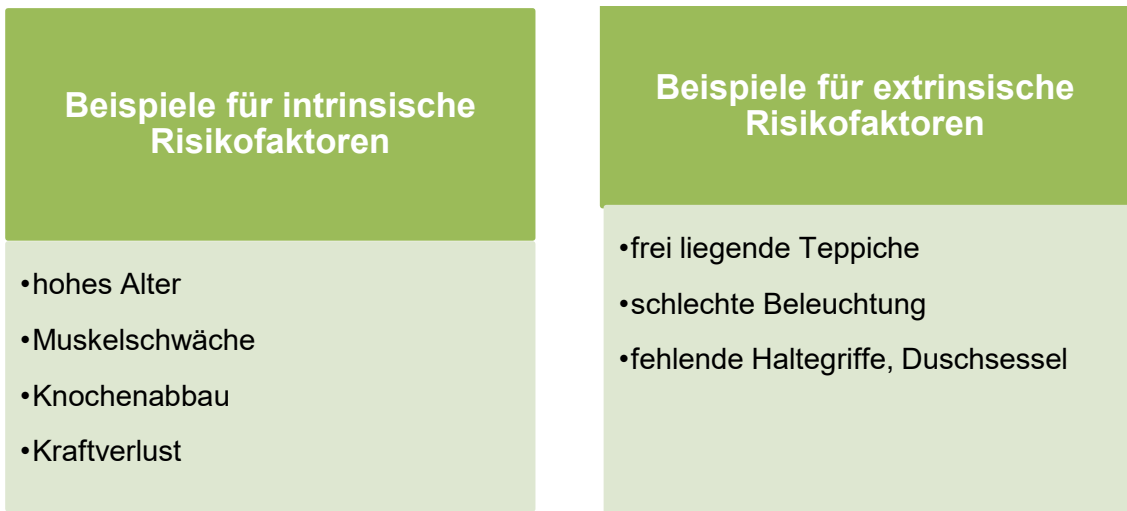 Beispiele für intrinsische
Risikofaktoren
•hohes Alter
•Muskelschwäche
•Knochenabbau
•Kraftverlust
Beispiele für extrinsische
Risikofaktoren
•frei liegende Teppiche
•schlechte Beleuchtung
•fehlende Haltegriffe, Duschsessel